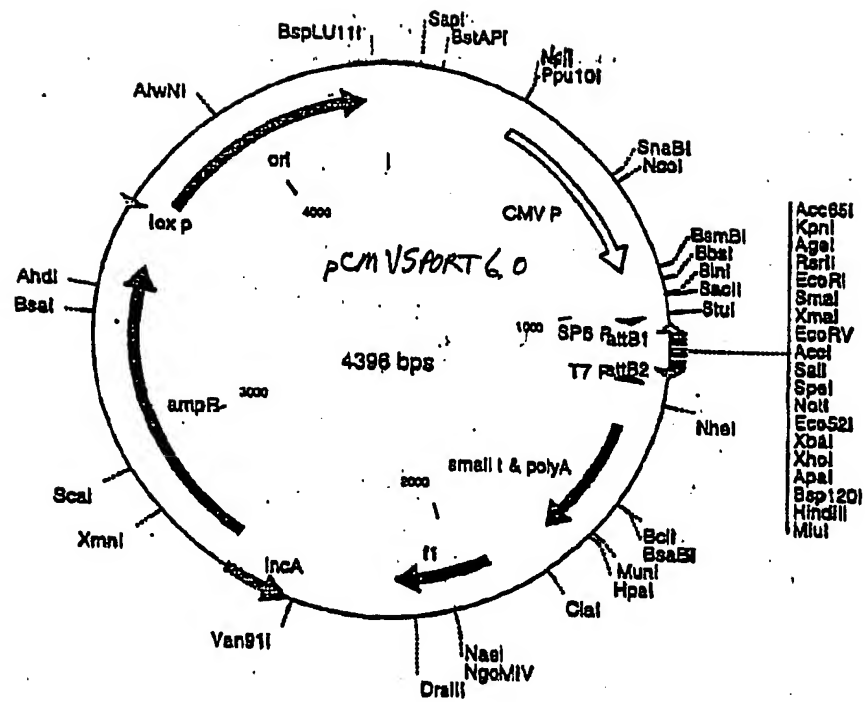 BspLU11I
SapI
BstAPI
NsiI
Ppu10I
AlwNI
SnaBI
NcoI
ori
4000
CMV P
lox p
BsmBI
BbsI
BlnI
SacII
StuI
AhdI
BsaI
pCMVSPORT6.0
4396 bps
1000
SP6 P
attB1
T7 P
attB2
Acc65I
KpnI
AgeI
RsrII
EcoRI
SmaI
XmaI
EcoRV
AccI
SalI
SpeI
NotI
Eco52I
XbaI
XhoI
ApaI
Bsp120I
HindIII
MluI
NheI
ampR
3000
small t & polyA
2000
ScaI
XmnI
f1
incA
BclI
BsaBI
MunI
HpaI
ClaI
Van91I
NaeI
NgoMIV
DraIII